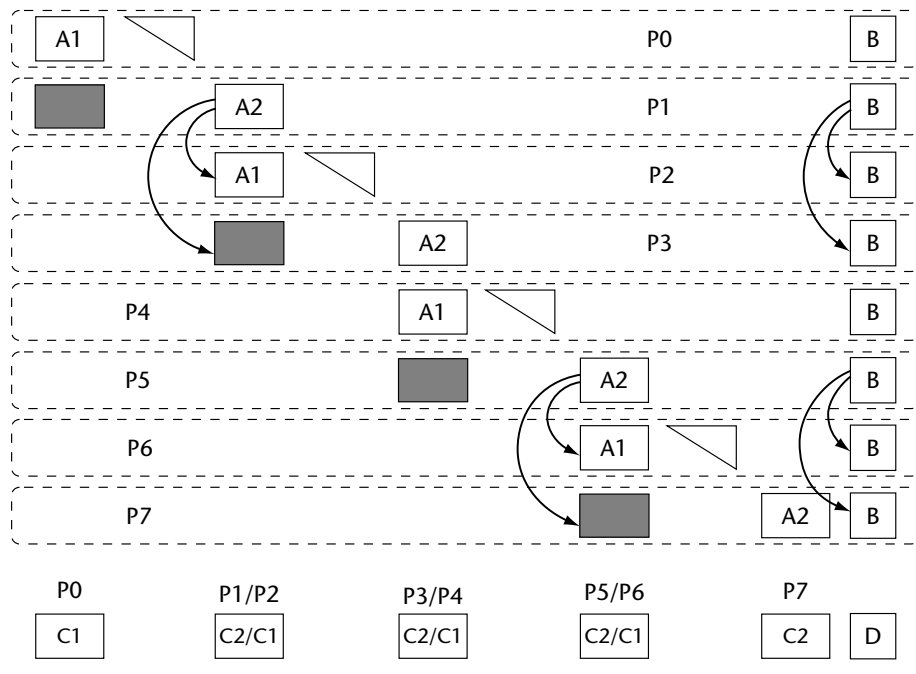 A1 P0 B
A2 P1 B
A1 P2 B
A2 P3 B
P4 A1 B
P5 A2 B
P6 A1 B
P7 A2 B
P0 P1/P2 P3/P4 P5/P6 P7
C1 C2/C1 C2/C1 C2/C1 C2 D